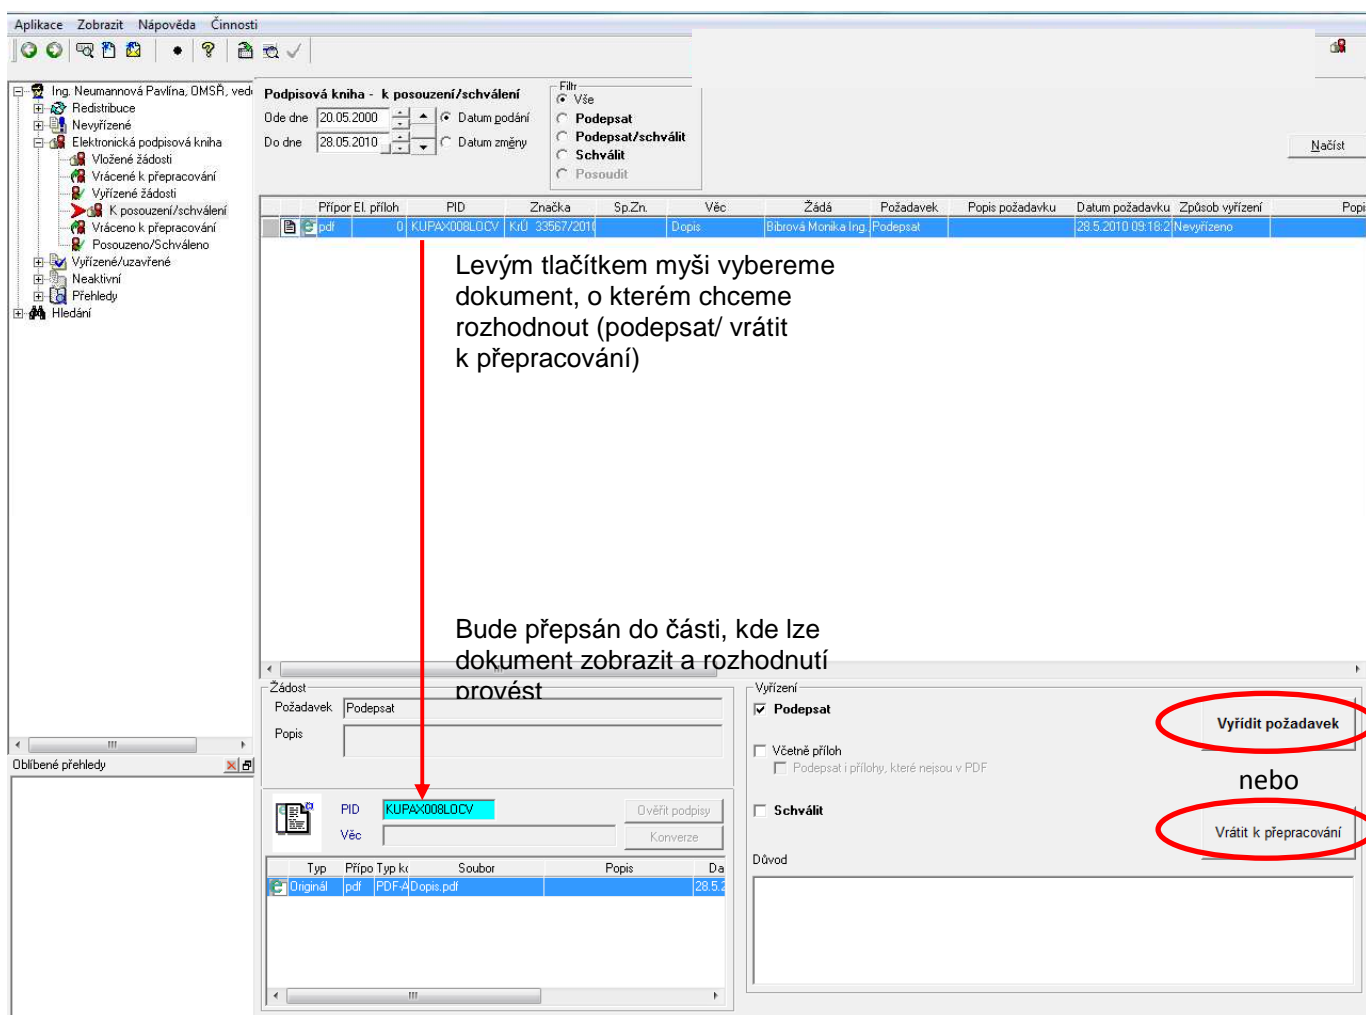 Aplikace Zobrazit Nápověda Činnosti
Ing. Neumannová Pavlína, OMSŘ, ved
Redistribuce
Nevyřízené
Elektronická podpisová kniha
Vložené žádosti
Vrácené k přepracování
Vyřízené žádosti
K posouzení/schválení
Vráceno k přepracování
Posouzeno/Schváleno
Vyřízené/uzavřené
Neaktivní
Přehledy
Hledání
Oblíbené přehledy
Podpisová kniha - k posouzení/schválení
Ode dne 20.05.2000 Datum podání
Do dne 28.05.2010 Datum změny
Filtr
Vše
Podepsat
Podepsat/schválit
Schválit
Posoudit
Načíst
Přípor El. příloh PID Značka Sp.Zn. Věc Žádá Požadavek Popis požadavku Datum požadavku Způsob vyřízení Popi
pdf 0 KUPAX008LOCV KrÚ 33567/201 Dopis Bibrová Monika Ing. Podepsat 28.5.2010 09:18:2 Nevyřízeno
Levým tlačítkem myši vybereme
dokument, o kterém chceme
rozhodnout (podepsat/ vrátit
k přepracování)
Bude přepsán do části, kde lze
dokument zobrazit a rozhodnutí
provést
Žádost
Požadavek Podepsat
Popis
PID KUPAX008LOCV Ověřit podpisy
Věc Konverze
Typ Přípo Typ ko Soubor Popis Da
Originál pdf PDF-A Dopis.pdf 28.5.2
Vyřízení
Podepsat
Včetně příloh
Podepsat i přílohy, které nejsou v PDF
Schválit
Důvod
Vyřídit požadavek
nebo
Vrátit k přepracování